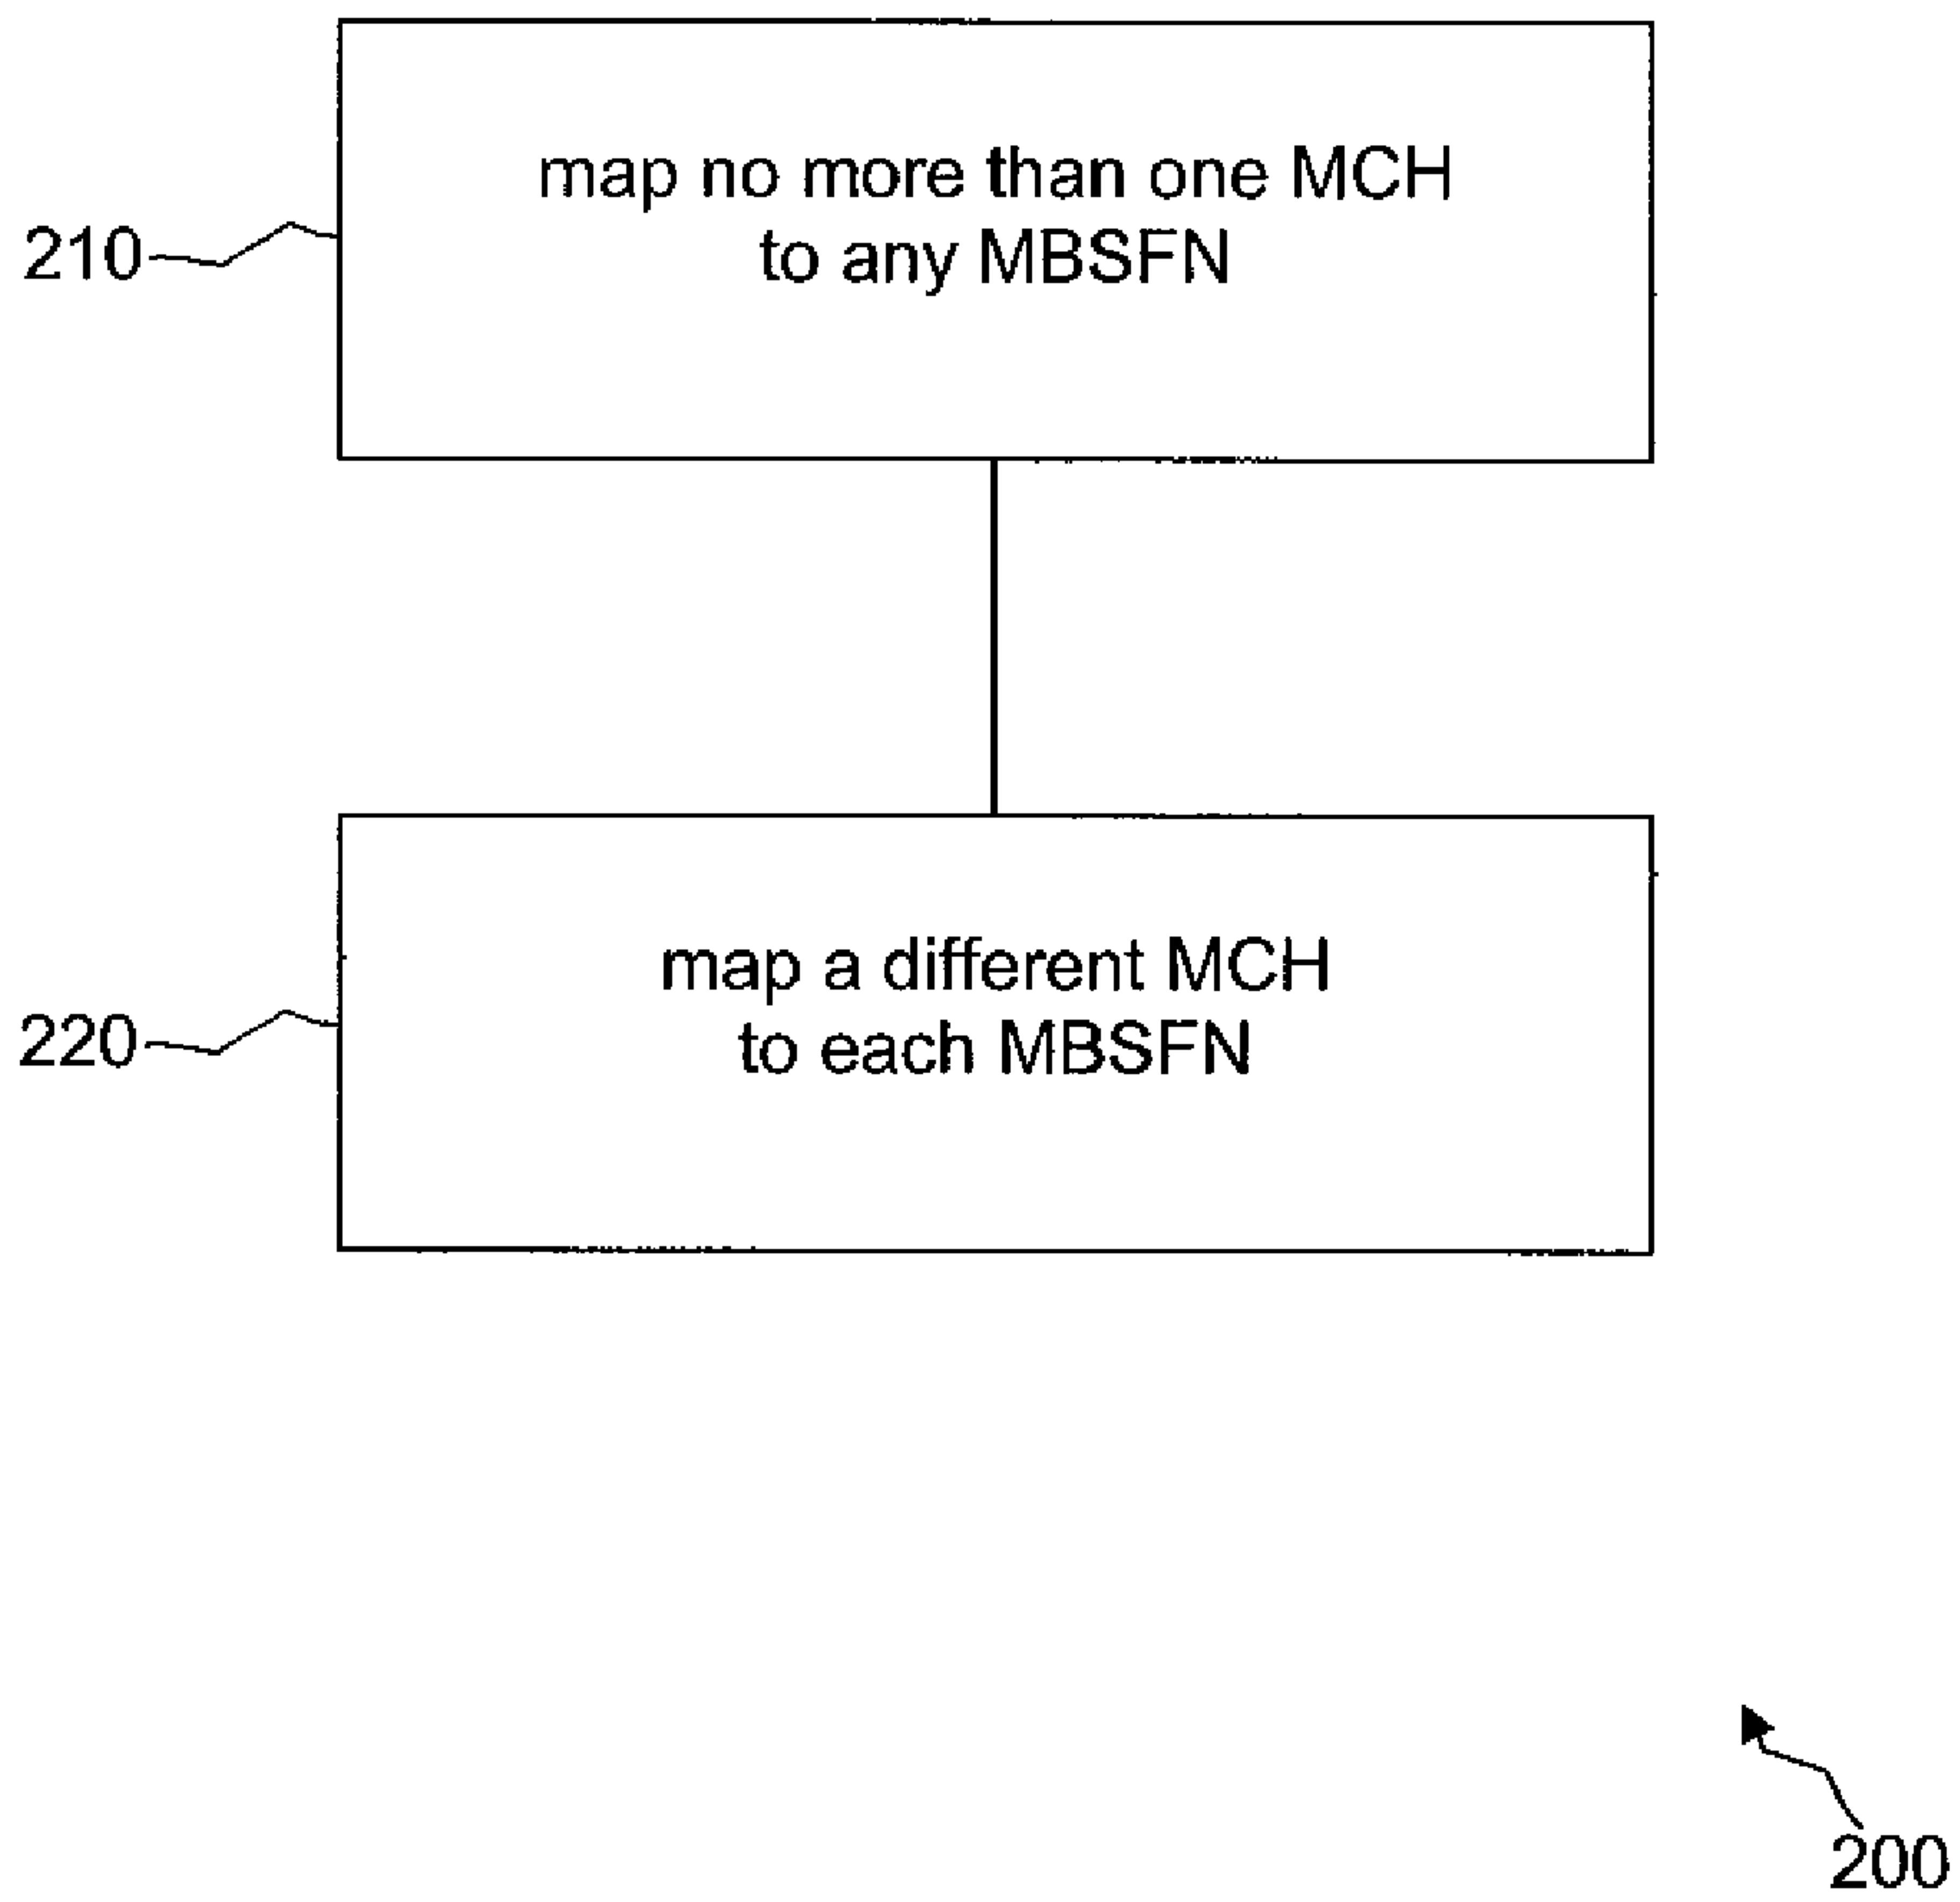 map no more than one MCH
to any MBSFN
210
map a different MCH
to each MBSFN
220
200